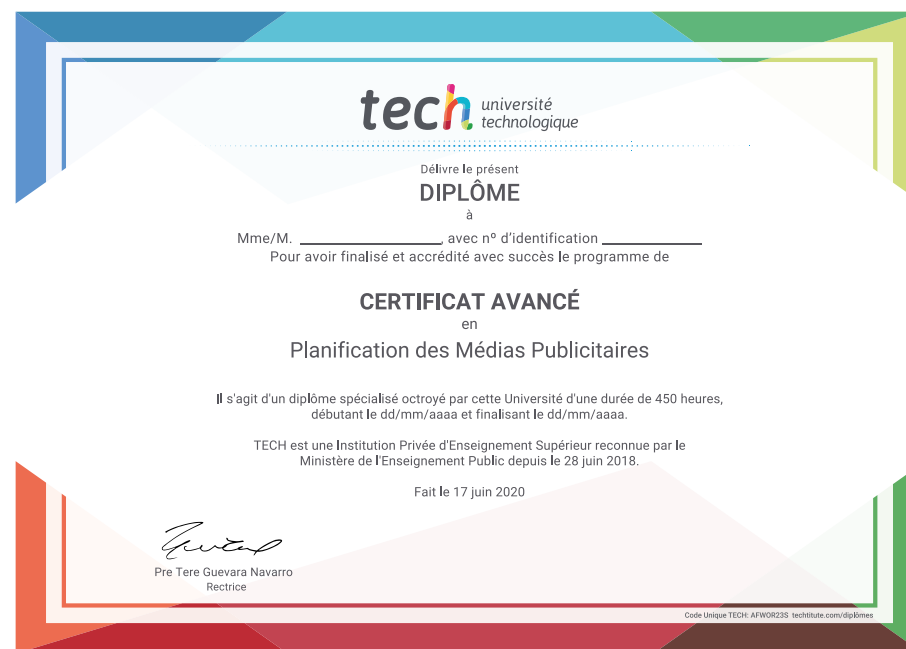 tech université
technologique
Délivre le présent
DIPLÔME
à
Mme/M. ____________, avec nº d'identification ____________
Pour avoir finalisé et accrédité avec succès le programme de
CERTIFICAT AVANCÉ
en
Planification des Médias Publicitaires
Il s'agit d'un diplôme spécialisé octroyé par cette Université d'une durée de 450 heures,
débutant le dd/mm/aaaa et finalisant le dd/mm/aaaa.
TECH est une Institution Privée d'Enseignement Supérieur reconnue par le
Ministère de l'Enseignement Public depuis le 28 juin 2018.
Fait le 17 juin 2020
Pre Tere Guevara Navarro
Rectrice
Code Unique TECH: AFWOR23S techtitute.com/diplômes